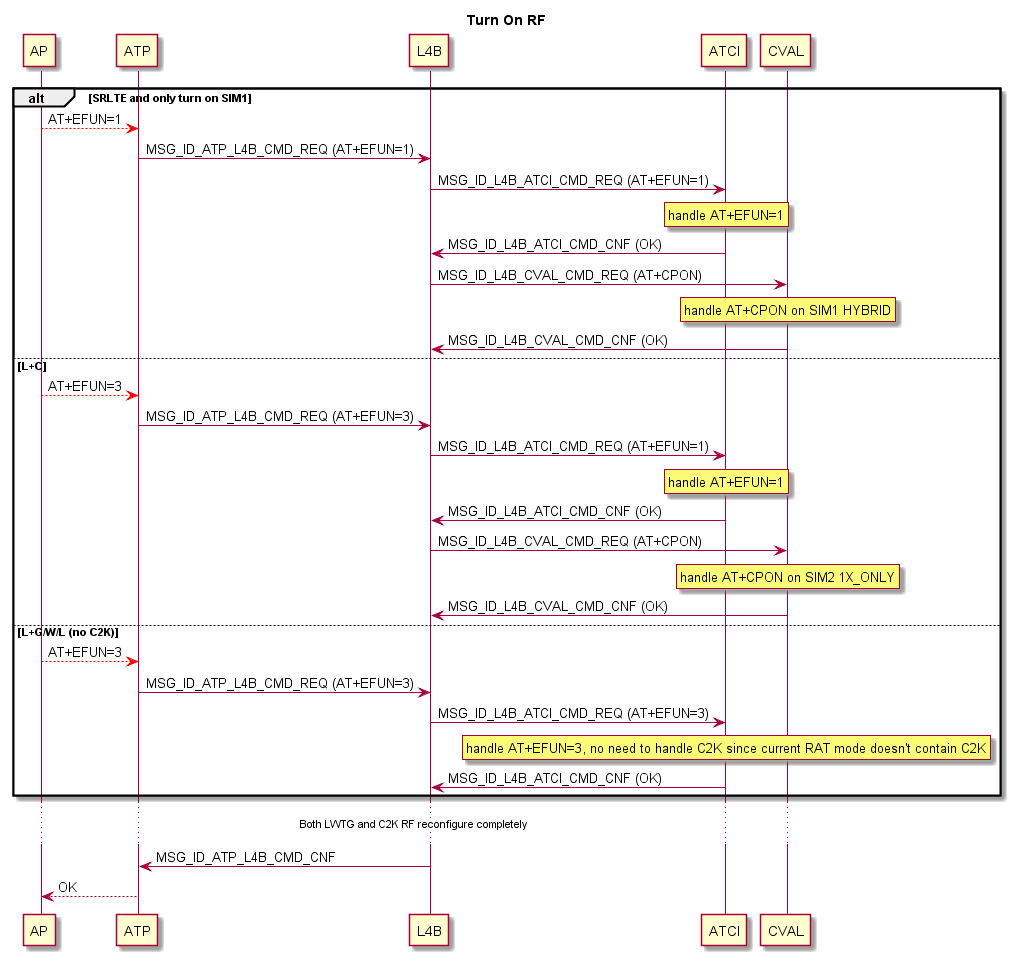 Turn On RF
AP ATP L4B ATCI CVAL
alt [SRLTE and only turn on SIM1]
AT+EFUN=1
MSG_ID_ATP_L4B_CMD_REQ (AT+EFUN=1)
MSG_ID_L4B_ATCI_CMD_REQ (AT+EFUN=1)
handle AT+EFUN=1
MSG_ID_L4B_ATCI_CMD_CNF (OK)
MSG_ID_L4B_CVAL_CMD_REQ (AT+CPON)
handle AT+CPON on SIM1 HYBRID
MSG_ID_L4B_CVAL_CMD_CNF (OK)
[L+C]
AT+EFUN=3
MSG_ID_ATP_L4B_CMD_REQ (AT+EFUN=3)
MSG_ID_L4B_ATCI_CMD_REQ (AT+EFUN=1)
handle AT+EFUN=1
MSG_ID_L4B_ATCI_CMD_CNF (OK)
MSG_ID_L4B_CVAL_CMD_REQ (AT+CPON)
handle AT+CPON on SIM2 1X_ONLY
MSG_ID_L4B_CVAL_CMD_CNF (OK)
[L+G/W/L (no C2K)]
AT+EFUN=3
MSG_ID_ATP_L4B_CMD_REQ (AT+EFUN=3)
MSG_ID_L4B_ATCI_CMD_REQ (AT+EFUN=3)
handle AT+EFUN=3, no need to handle C2K since current RAT mode doesn't contain C2K
MSG_ID_L4B_ATCI_CMD_CNF (OK)
Both LWTG and C2K RF reconfigure completely
MSG_ID_ATP_L4B_CMD_CNF
OK
AP ATP L4B ATCI CVAL